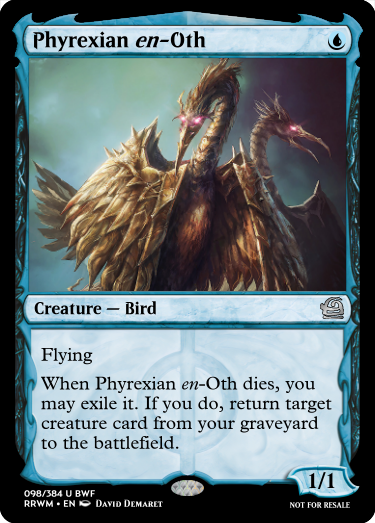 Phyrexian en-Oth
Creature — Bird
Flying
When Phyrexian en-Oth dies, you
may exile it. If you do, return target
creature card from your graveyard
to the battlefield.
1/1
098/384 U BWF
RRWM • EN DAVID DEMARET
NOT FOR RESALE